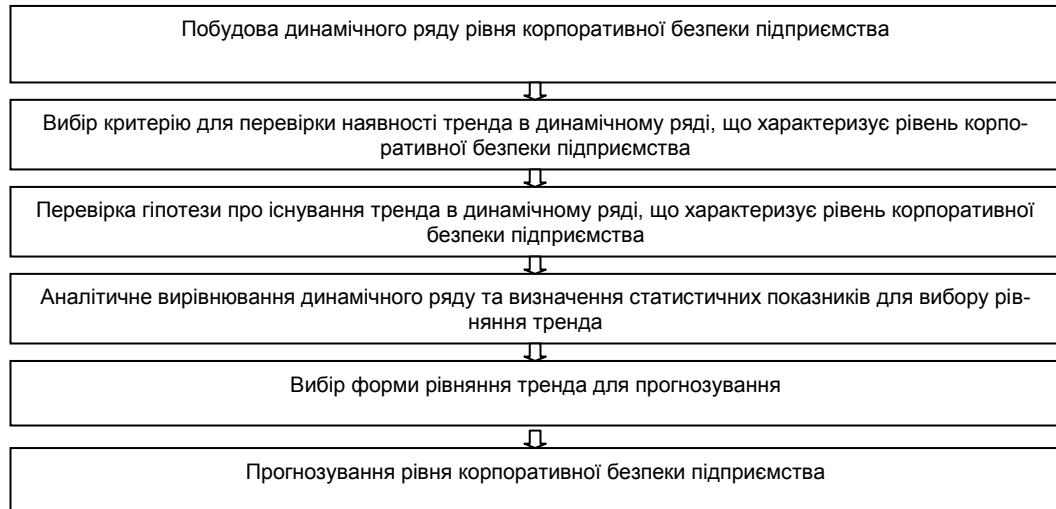 Побудова динамічного ряду рівня корпоративної безпеки підприємства
Вибір критерію для перевірки наявності тренда в динамічному ряді, що характеризує рівень корпо-
ративної безпеки підприємства
Перевірка гіпотези про існування тренда в динамічному ряді, що характеризує рівень корпоративної
безпеки підприємства
Аналітичне вирівнювання динамічного ряду та визначення статистичних показників для вибору рів-
няння тренда
Вибір форми рівняння тренда для прогнозування
Прогнозування рівня корпоративної безпеки підприємства